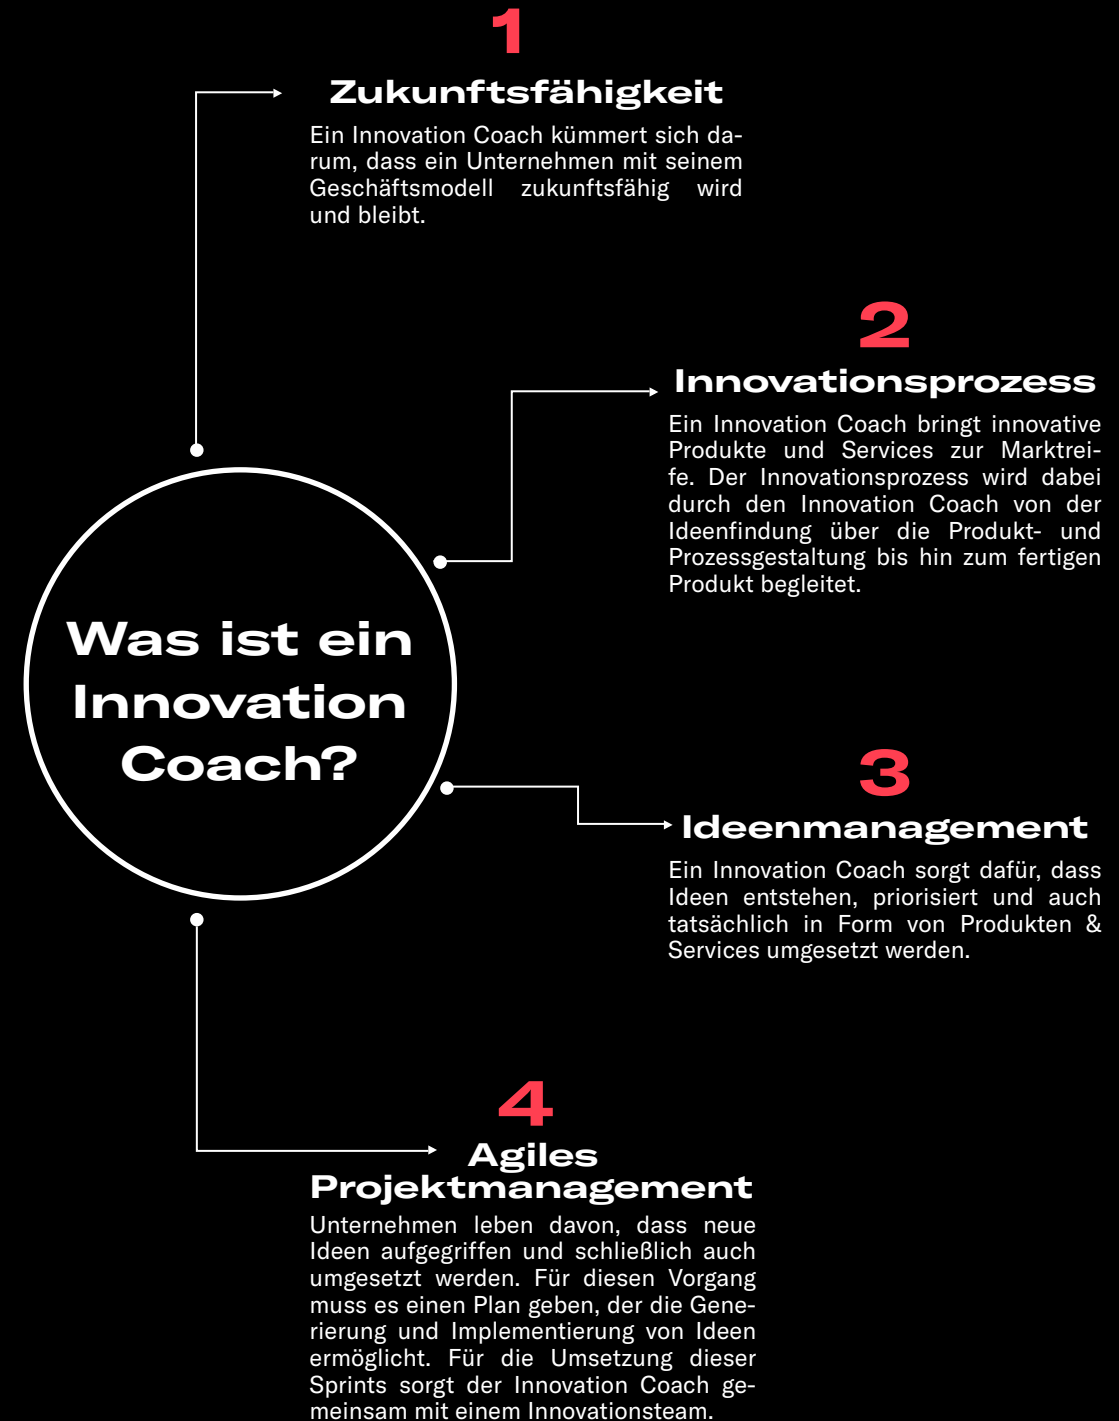 1
Zukunftsfähigkeit
Ein Innovation Coach kümmert sich da-
rum, dass ein Unternehmen mit seinem
Geschäftsmodell zukunftsfähig wird
und bleibt.
2
Innovationsprozess
Ein Innovation Coach bringt innovative
Produkte und Services zur Marktrei-
fe. Der Innovationsprozess wird dabei
durch den Innovation Coach von der
Ideenfindung über die Produkt- und
Prozessgestaltung bis hin zum fertigen
Produkt begleitet.
Was ist ein
Innovation
Coach?
3
Ideenmanagement
Ein Innovation Coach sorgt dafür, dass
Ideen entstehen, priorisiert und auch
tatsächlich in Form von Produkten &
Services umgesetzt werden.
4
Agiles
Projektmanagement
Unternehmen leben davon, dass neue
Ideen aufgegriffen und schließlich auch
umgesetzt werden. Für diesen Vorgang
muss es einen Plan geben, der die Gene-
rierung und Implementierung von Ideen
ermöglicht. Für die Umsetzung dieser
Sprints sorgt der Innovation Coach ge-
meinsam mit einem Innovationsteam.